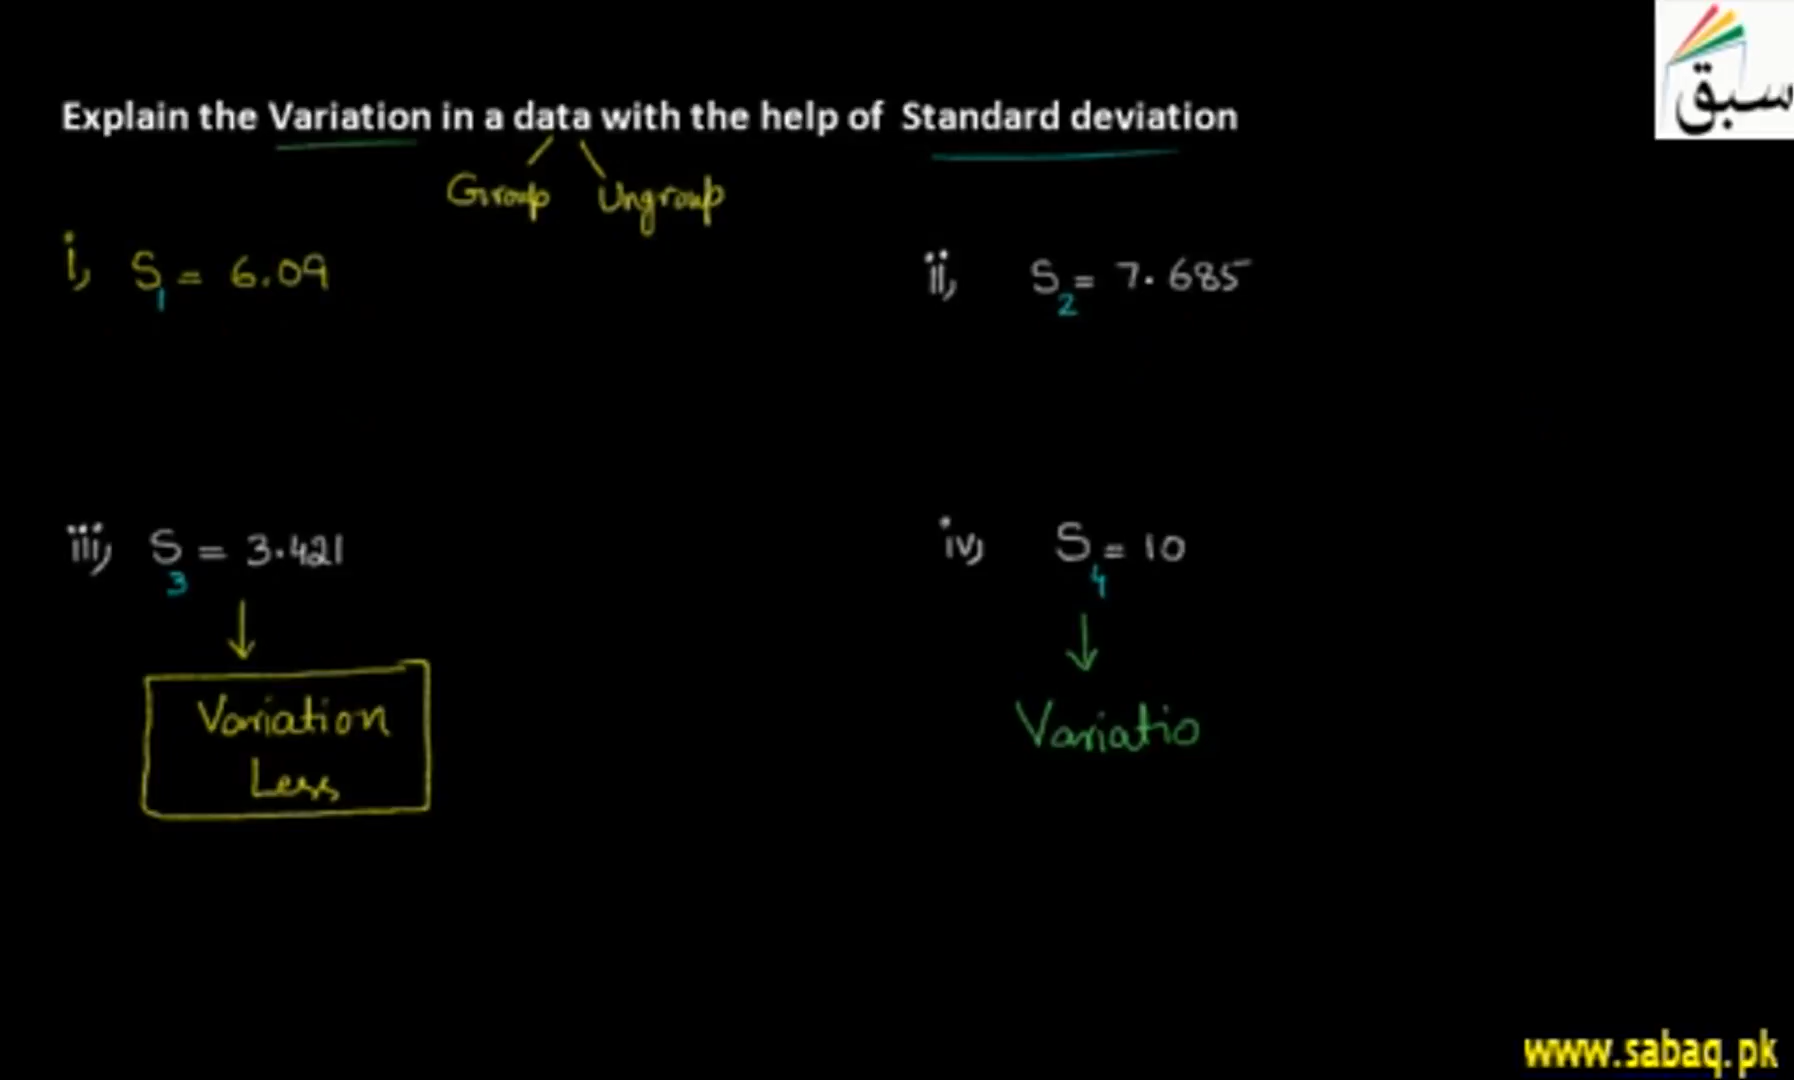 سبق
Explain the Variation in a data with the help of Standard deviation
Group Ungroup
i, S1 = 6.09
ii, S2 = 7.685
iii, S3 = 3.421
iv, S4 = 10
Variation
Less
Variatio
www.sabaq.pk